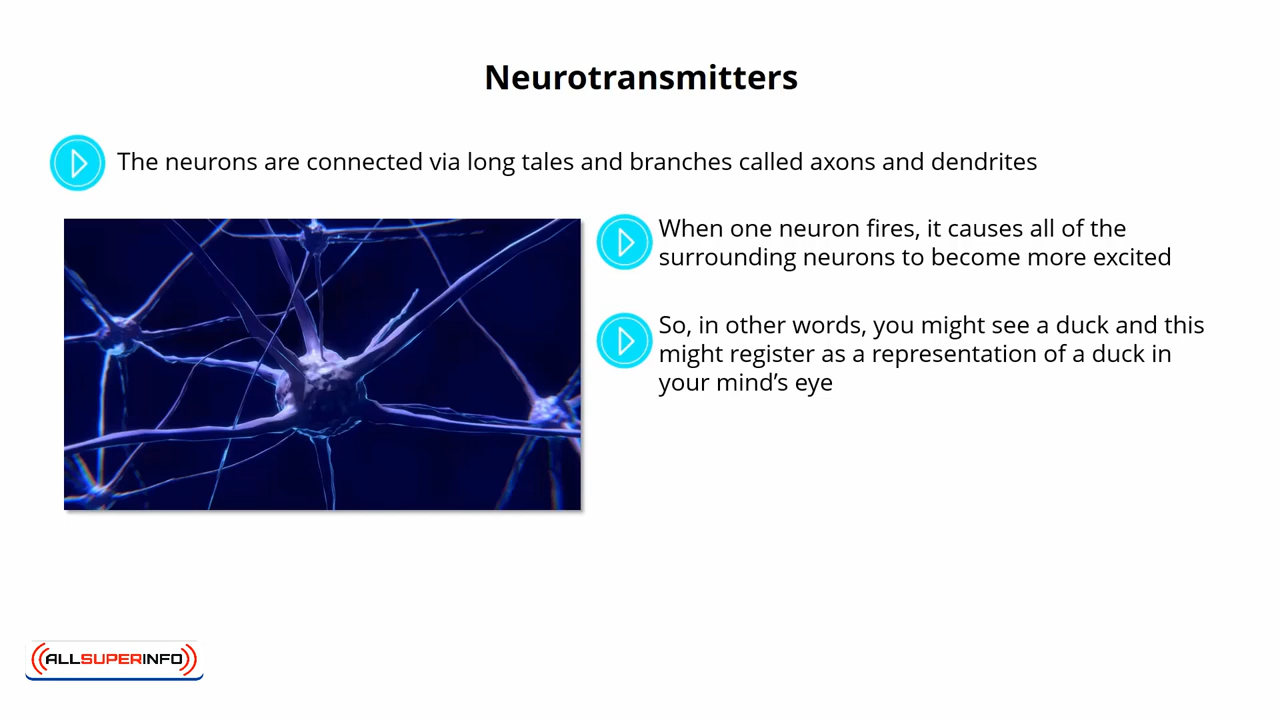 Neurotransmitters
The neurons are connected via long tales and branches called axons and dendrites
When one neuron fires, it causes all of the
surrounding neurons to become more excited
So, in other words, you might see a duck and this
might register as a representation of a duck in
your mind’s eye
ALLSUPERINFO